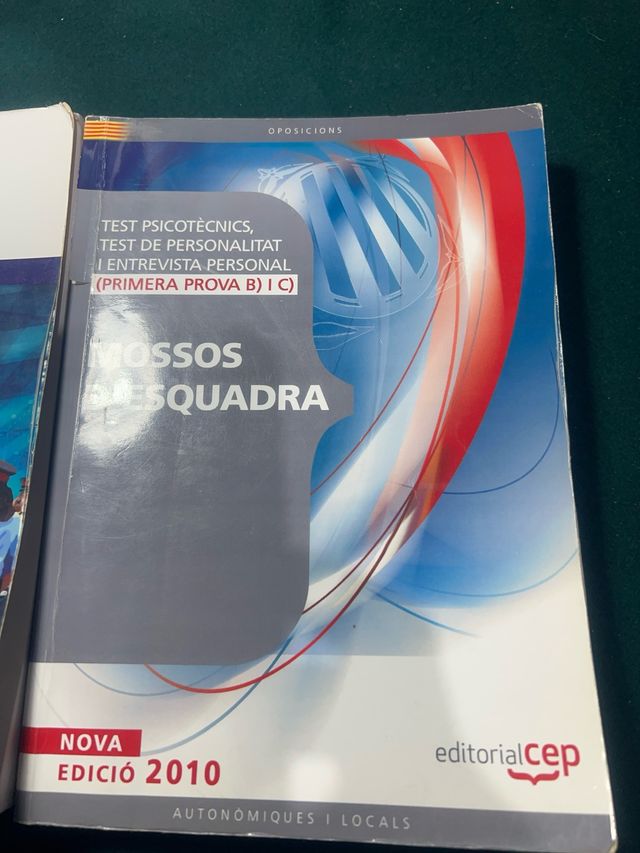 OPOSICIONS
TEST PSICOTÈCNICS,
TEST DE PERSONALITAT
I ENTREVISTA PERSONAL
(PRIMERA PROVA B) I C)
MOSSOS
D'ESQUADRA
NOVA
EDICIÓ 2010
editorialcep
AUTONÒMIQUES I LOCALS